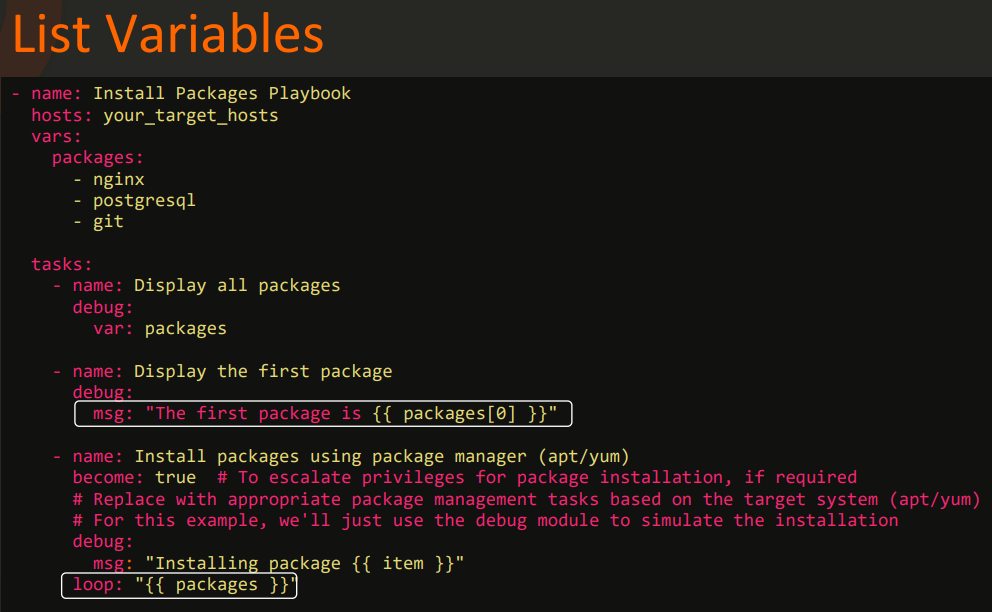 List Variables
- name: Install Packages Playbook
  hosts: your_target_hosts
  vars:
    packages:
      - nginx
      - postgresql
      - git

  tasks:
    - name: Display all packages
      debug:
        var: packages

    - name: Display the first package
      debug:
        msg: "The first package is {{ packages[0] }}"

    - name: Install packages using package manager (apt/yum)
      become: true  # To escalate privileges for package installation, if required
      # Replace with appropriate package management tasks based on the target system (apt/yum)
      # For this example, we'll just use the debug module to simulate the installation
      debug:
        msg: "Installing package {{ item }}"
      loop: "{{ packages }}"